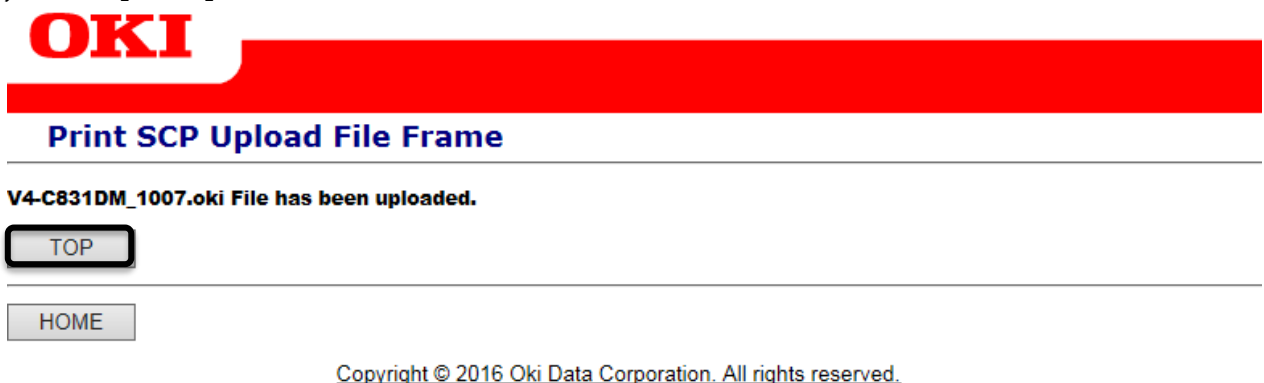 OKI
Print SCP Upload File Frame
V4-C831DM_1007.oki File has been uploaded.
TOP
HOME
Copyright © 2016 Oki Data Corporation. All rights reserved.